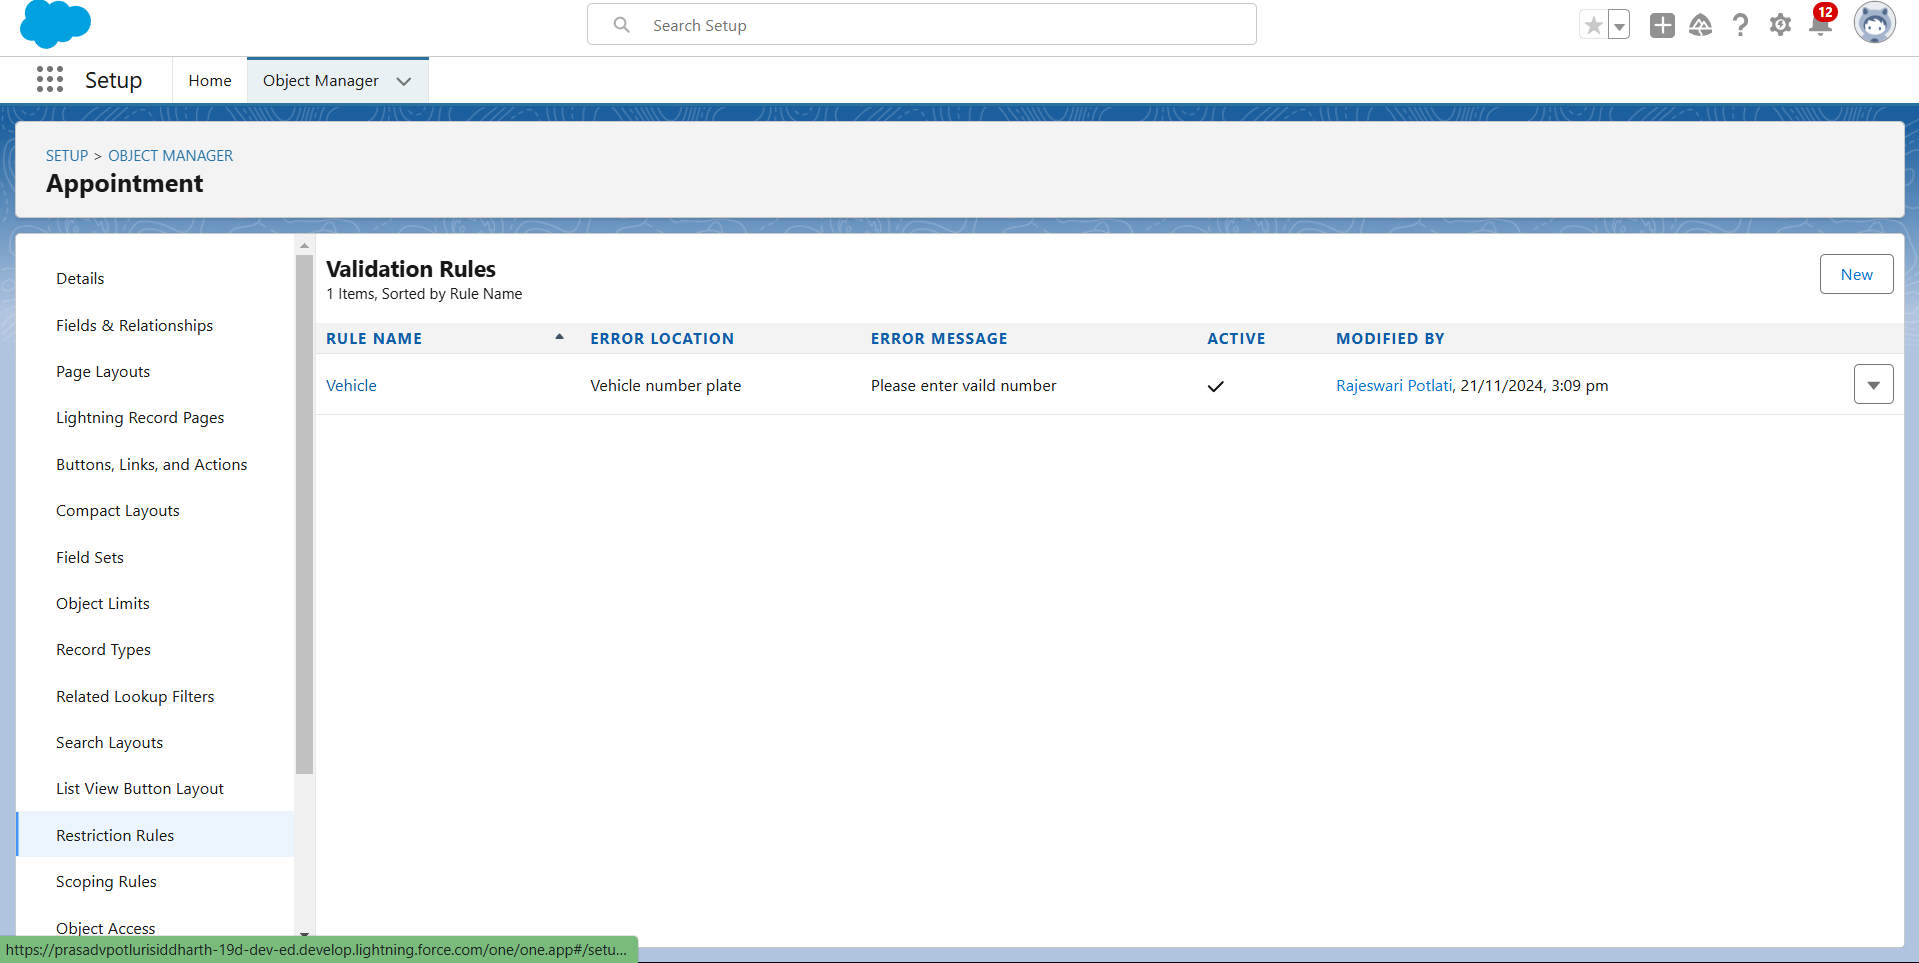 Search Setup
12
Setup
Home
Object Manager
SETUP > OBJECT MANAGER
Appointment
Details
Fields & Relationships
Page Layouts
Lightning Record Pages
Buttons, Links, and Actions
Compact Layouts
Field Sets
Object Limits
Record Types
Related Lookup Filters
Search Layouts
List View Button Layout
Restriction Rules
Scoping Rules
Object Access
Validation Rules
1 Items, Sorted by Rule Name
New
RULE NAME ERROR LOCATION ERROR MESSAGE ACTIVE MODIFIED BY
Vehicle Vehicle number plate Please enter vaild number Rajeswari Potlati, 21/11/2024, 3:09 pm
https://prasadvpotlurisiddharth-19d-dev-ed.develop.lightning.force.com/one/one.app#/setu...